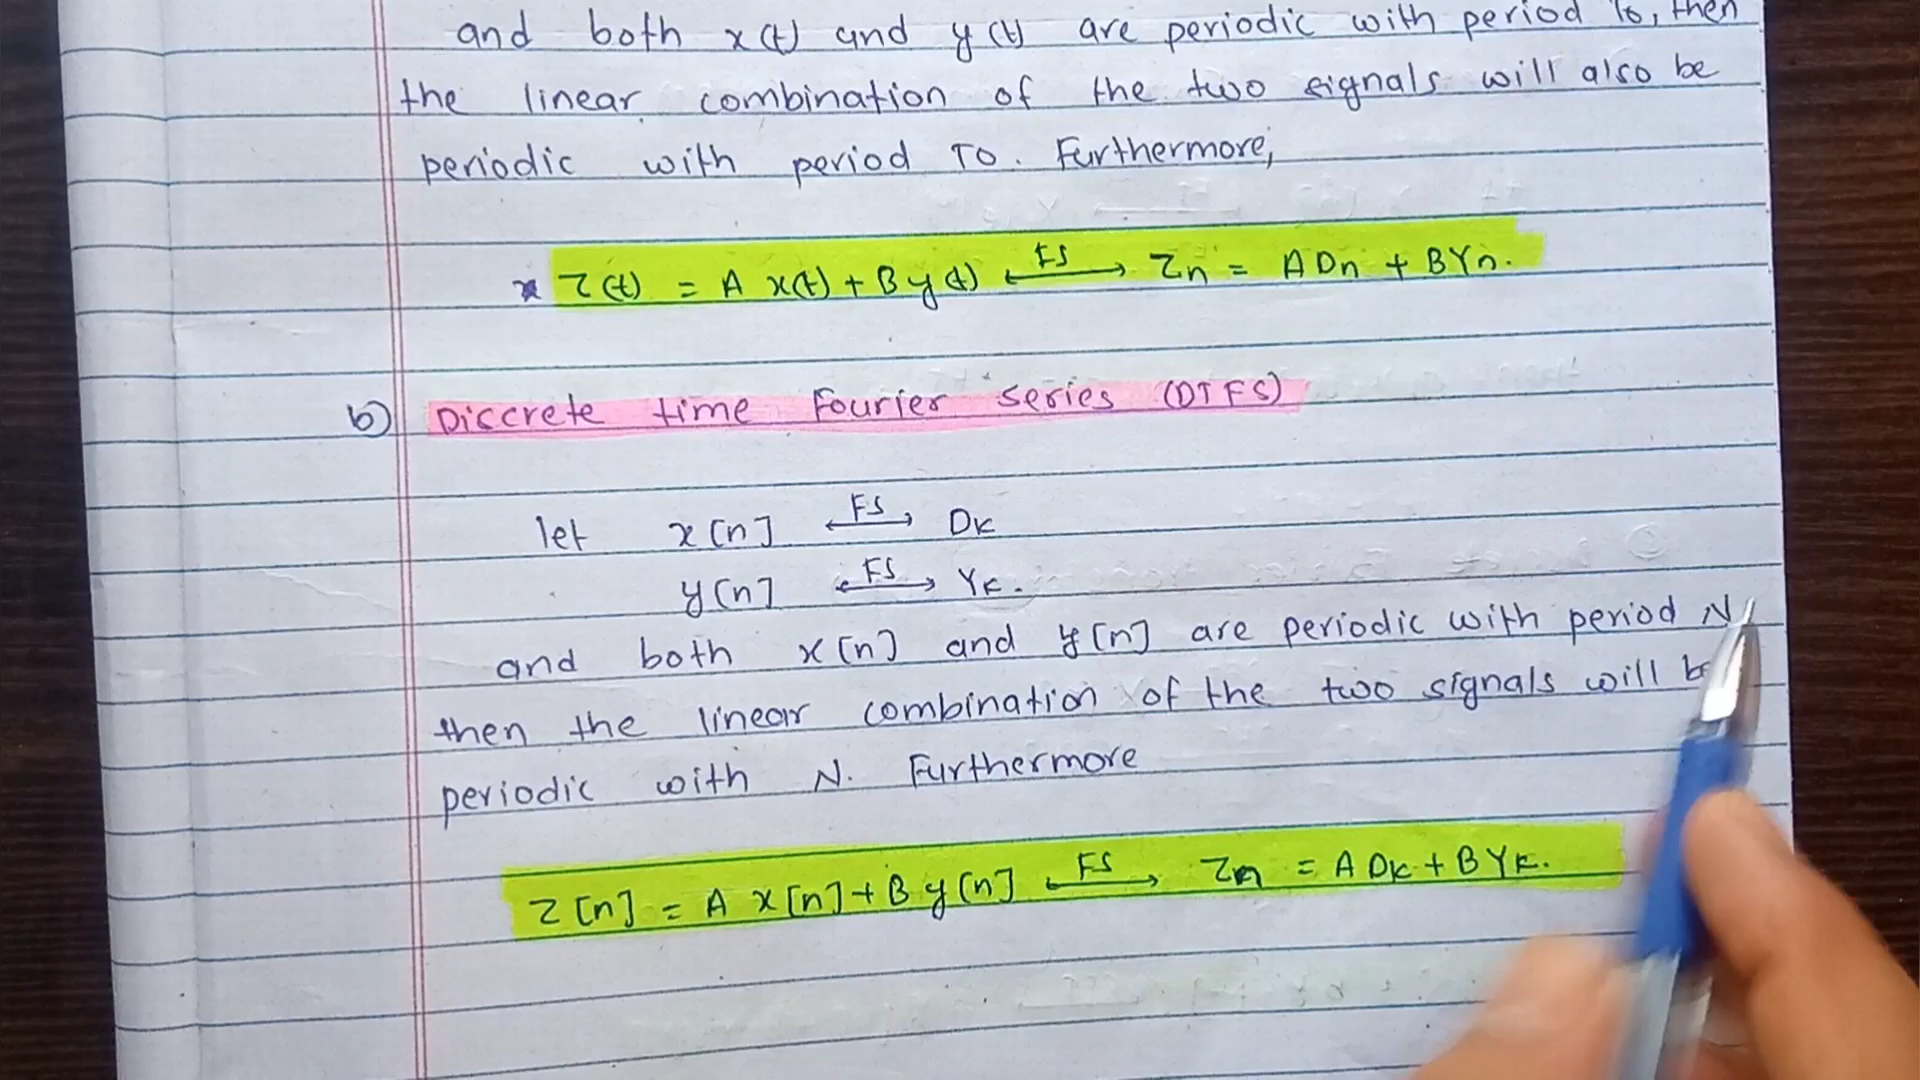 and both x(t) and y(t) are periodic with period To, then
the linear combination of the two signals will also be
periodic with period To. Furthermore,
* Z(t) = A x(t) + B y(t) ←FS→ Zn = A Dn + B Yn.
b) Discrete time Fourier series (DTFS)
let x[n] ←FS→ Dk
y[n] ←FS→ Yk.
and both x[n] and y[n] are periodic with period N,
then the linear combination of the two signals will be
periodic with N. Furthermore
Z[n] = A x[n] + B y[n] ←FS→ Zn = A Dk + B Yk.